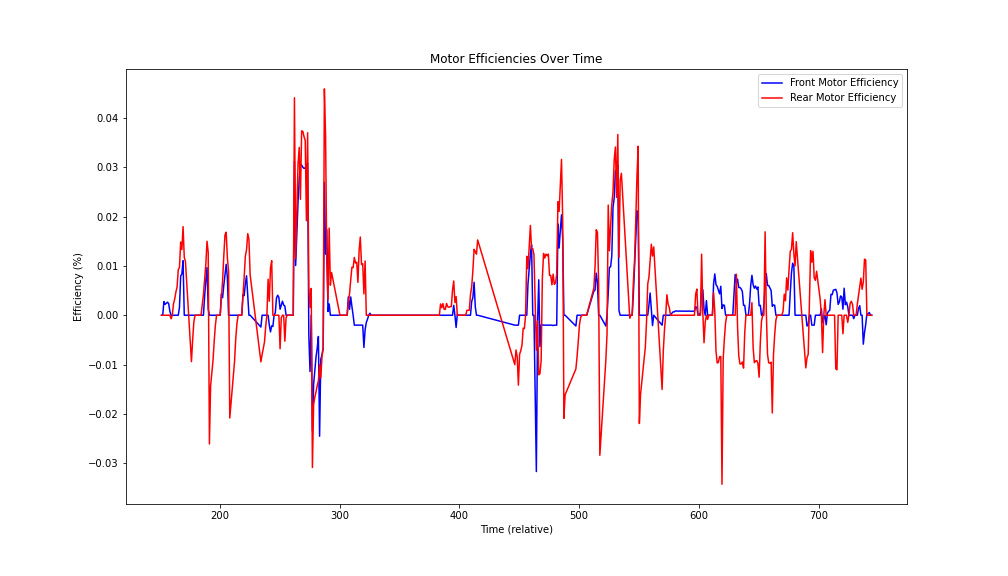 Motor Efficiencies Over Time
Front Motor Efficiency
Rear Motor Efficiency
Efficiency (%)
0.04
0.03
0.02
0.01
0.00
−0.01
−0.02
−0.03
200 300 400 500 600 700
Time (relative)